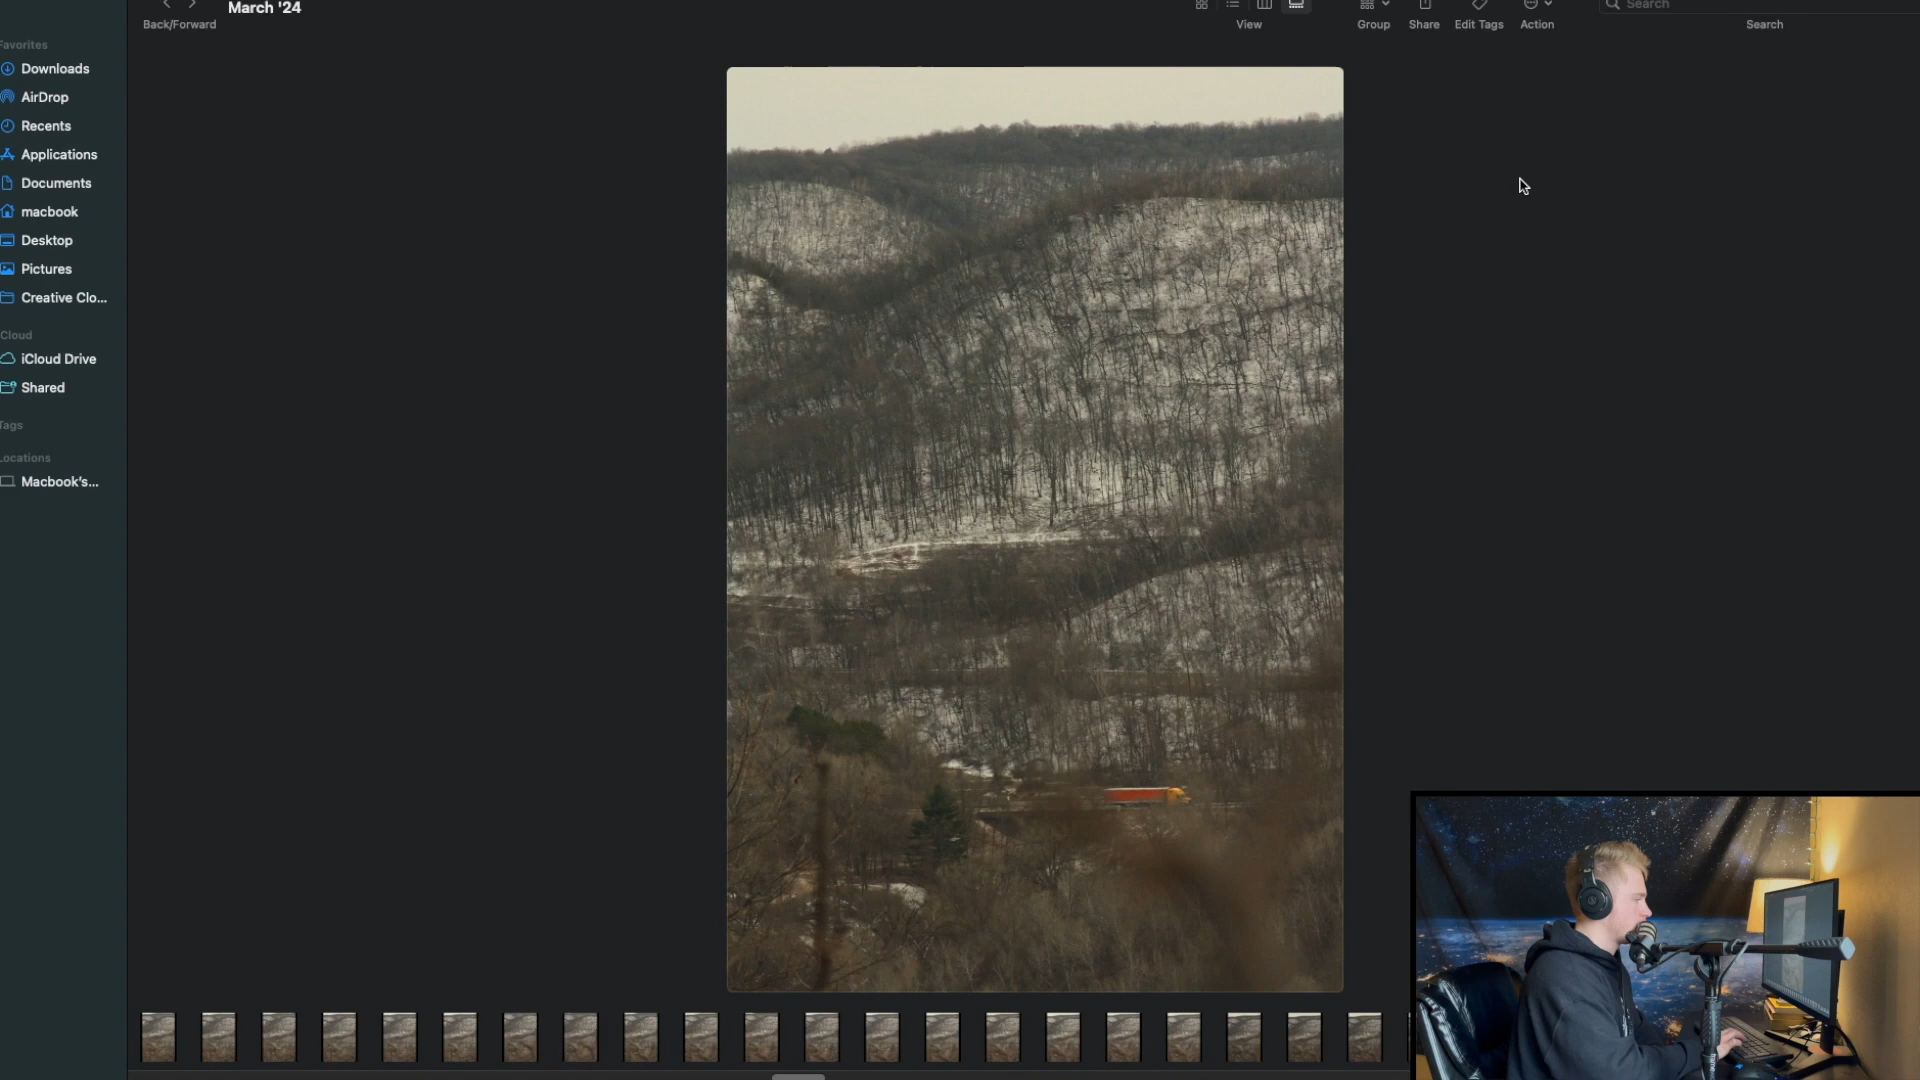 March '24
Search
Back/Forward
View
Group
Share
Edit Tags
Action
Search
Favorites
Downloads
AirDrop
Recents
Applications
Documents
macbook
Desktop
Pictures
Creative Clo...
iCloud Drive
Shared
Tags
Locations
Macbook's...